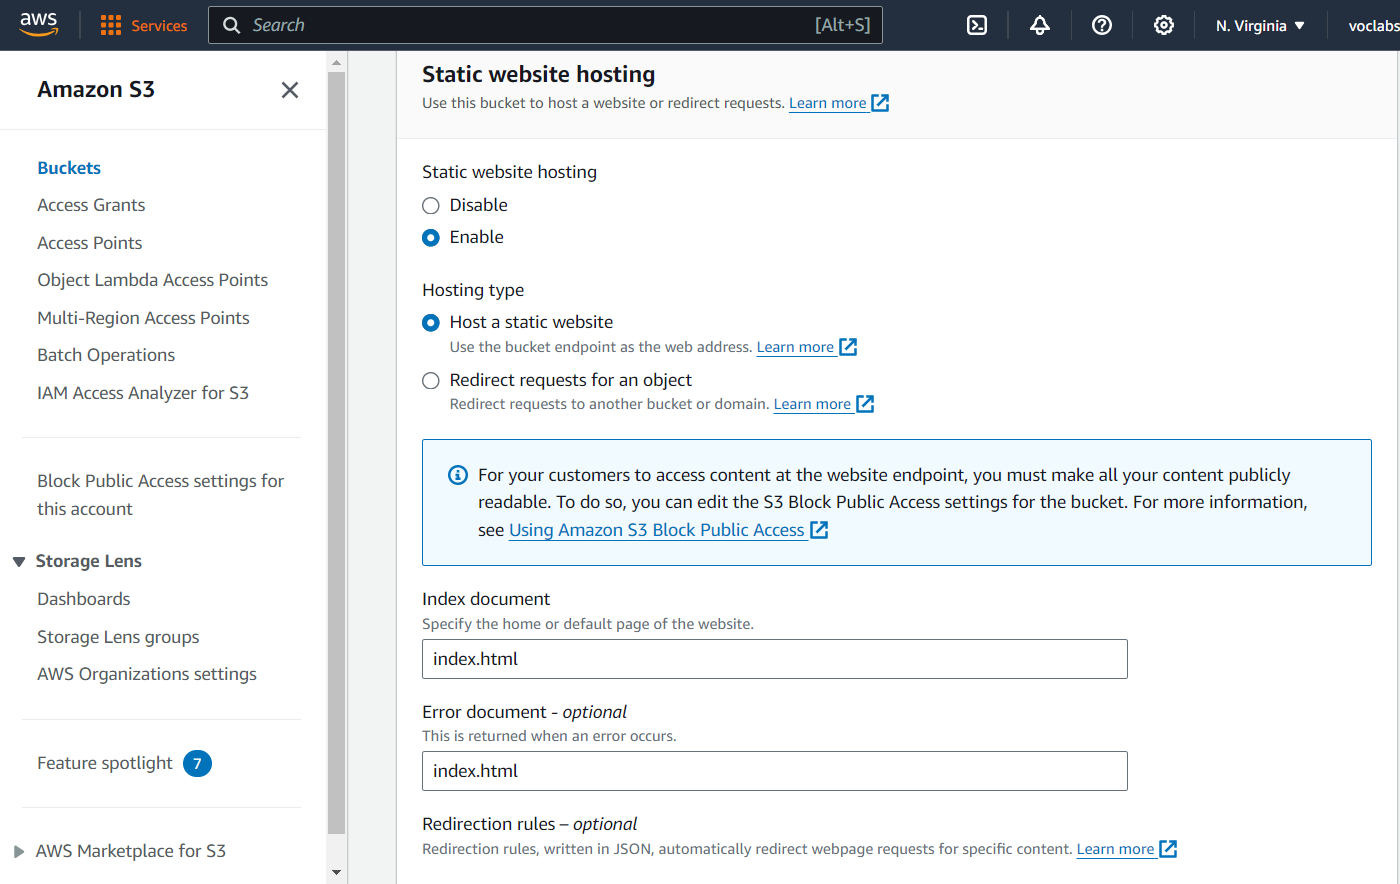 aws
Services
Search
[Alt+S]
N. Virginia
voclabs
Amazon S3
Buckets
Access Grants
Access Points
Object Lambda Access Points
Multi-Region Access Points
Batch Operations
IAM Access Analyzer for S3
Block Public Access settings for
this account
Storage Lens
Dashboards
Storage Lens groups
AWS Organizations settings
Feature spotlight 7
AWS Marketplace for S3
Static website hosting
Use this bucket to host a website or redirect requests. Learn more
Static website hosting
Disable
Enable
Hosting type
Host a static website
Use the bucket endpoint as the web address. Learn more
Redirect requests for an object
Redirect requests to another bucket or domain. Learn more
For your customers to access content at the website endpoint, you must make all your content publicly
readable. To do so, you can edit the S3 Block Public Access settings for the bucket. For more information,
see Using Amazon S3 Block Public Access
Index document
Specify the home or default page of the website.
index.html
Error document - optional
This is returned when an error occurs.
index.html
Redirection rules – optional
Redirection rules, written in JSON, automatically redirect webpage requests for specific content. Learn more